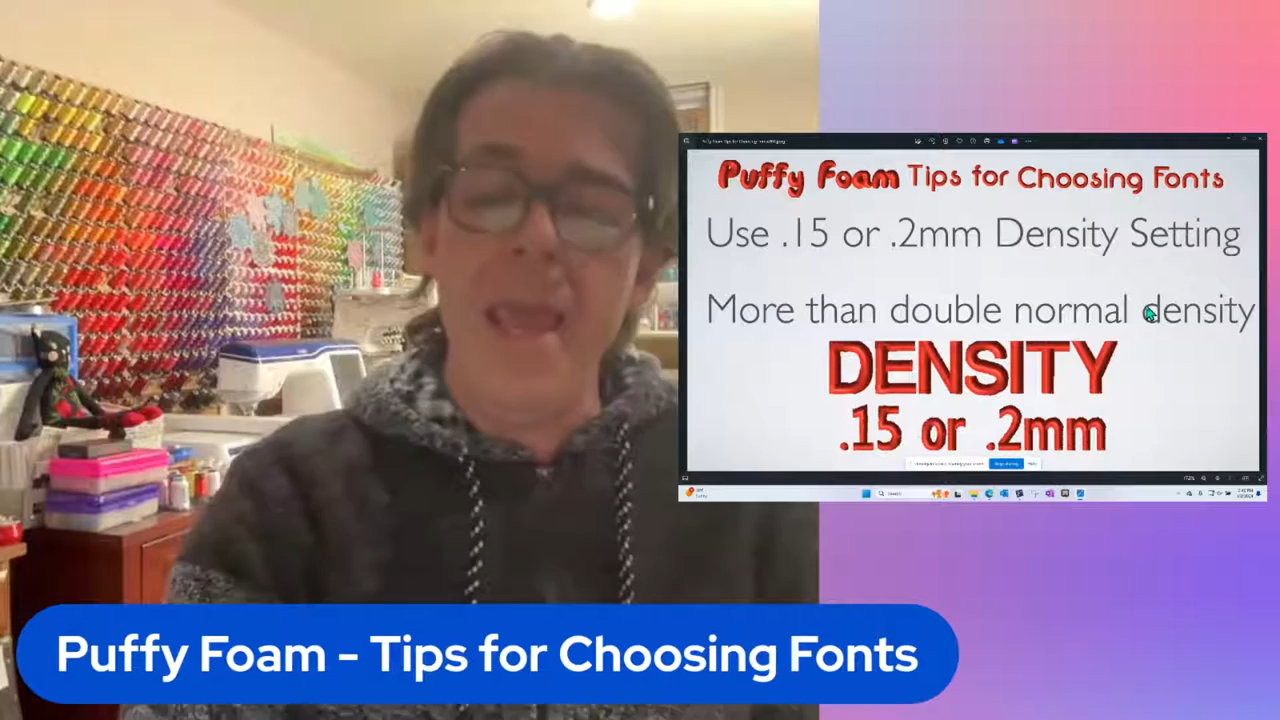 Puffy Foam Tips for Choosing Fonts
Use .15 or .2mm Density Setting
More than double normal density
DENSITY
.15 or .2mm
Search
Puffy Foam - Tips for Choosing Fonts